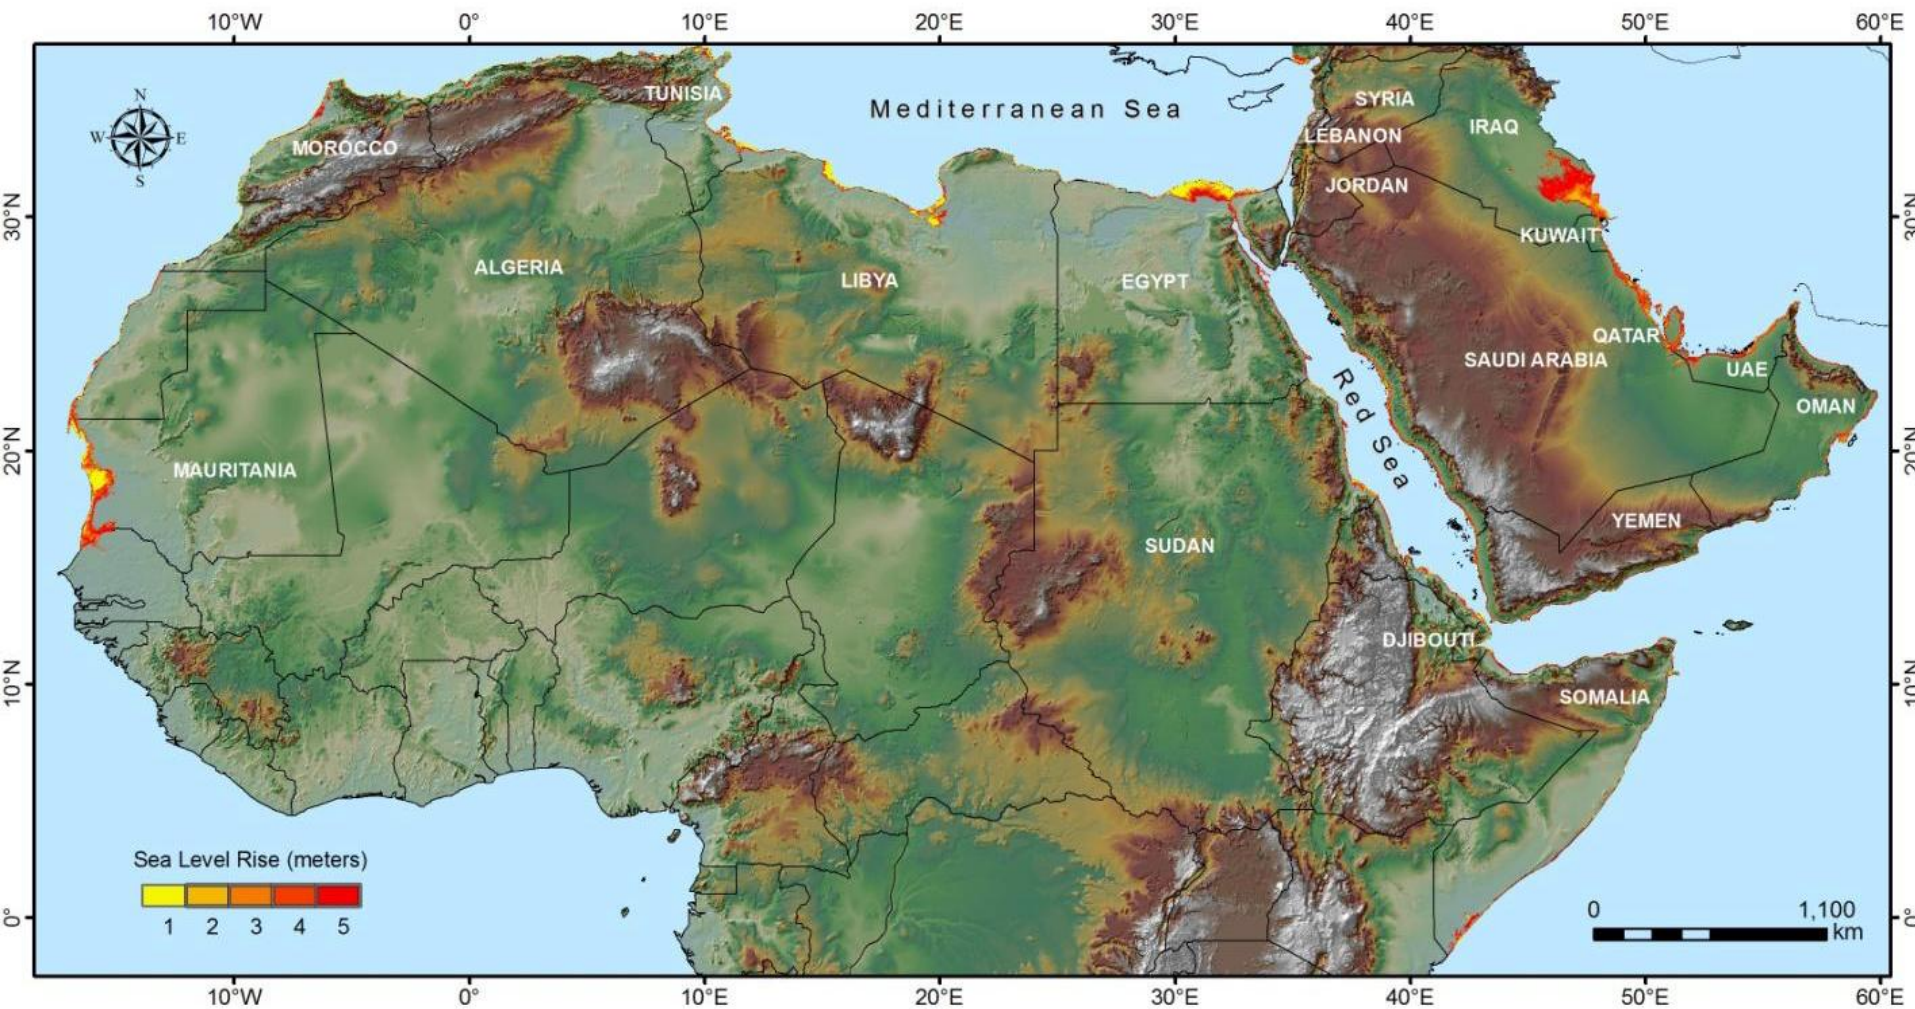 10°W 0° 10°E 20°E 30°E 40°E 50°E 60°E
N
W E
S
TUNISIA
Mediterranean Sea
SYRIA
IRAQ
LEBANON
MOROCCO
JORDAN
30°N
30°N
KUWAIT
ALGERIA
LIBYA
EGYPT
QATAR
SAUDI ARABIA
UAE
Red Sea
OMAN
20°N
20°N
MAURITANIA
YEMEN
SUDAN
DJIBOUTI
10°N
10°N
SOMALIA
Sea Level Rise (meters)
1 2 3 4 5
0 1,100
km
0°
0°
10°W 0° 10°E 20°E 30°E 40°E 50°E 60°E